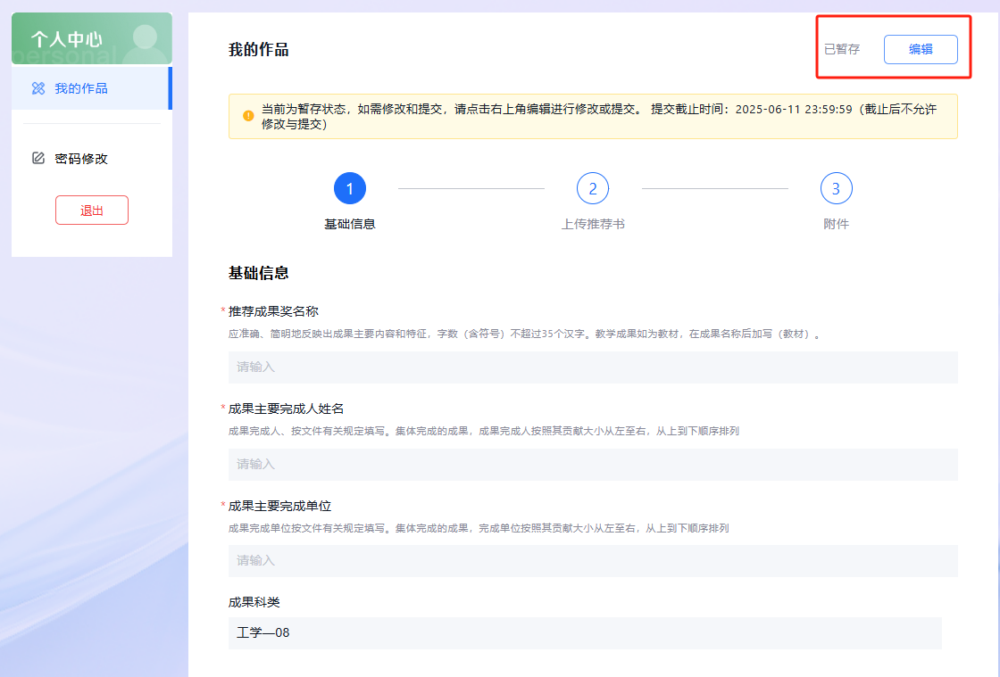 个人中心
personal
我的作品
密码修改
退出
我的作品
已暂存
编辑
当前为暂存状态，如需修改和提交，请点击右上角编辑进行修改或提交。 提交截止时间：2025-06-11 23:59:59（截止后不允许
修改与提交）
1
2
3
基础信息
上传推荐书
附件
基础信息
* 推荐成果奖名称
应准确、简明地反映出成果主要内容和特征，字数（含符号）不超过35个汉字。教学成果如为教材，在成果名称后加写（教材）。
请输入
* 成果主要完成人姓名
成果完成人、按文件有关规定填写。集体完成的成果，成果完成人按照其贡献大小从左至右，从上到下顺序排列
请输入
* 成果主要完成单位
成果完成单位按文件有关规定填写。集体完成的成果，完成单位按照其贡献大小从左至右，从上到下顺序排列
请输入
成果科类
工学—08